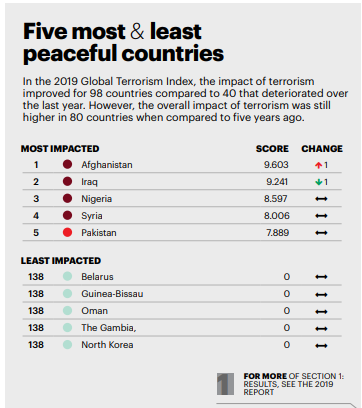 Five most & least
peaceful countries
In the 2019 Global Terrorism Index, the impact of terrorism
improved for 98 countries compared to 40 that deteriorated over
the last year. However, the overall impact of terrorism was still
higher in 80 countries when compared to five years ago.
MOST IMPACTED SCORE CHANGE
1 Afghanistan 9.603 ↑ 1
2 Iraq 9.241 ↓ 1
3 Nigeria 8.597 ↔
4 Syria 8.006 ↔
5 Pakistan 7.889 ↔
LEAST IMPACTED
138 Belarus 0 ↔
138 Guinea-Bissau 0 ↔
138 Oman 0 ↔
138 The Gambia, 0 ↔
138 North Korea 0 ↔
1 FOR MORE OF SECTION 1:
RESULTS, SEE THE 2019
REPORT